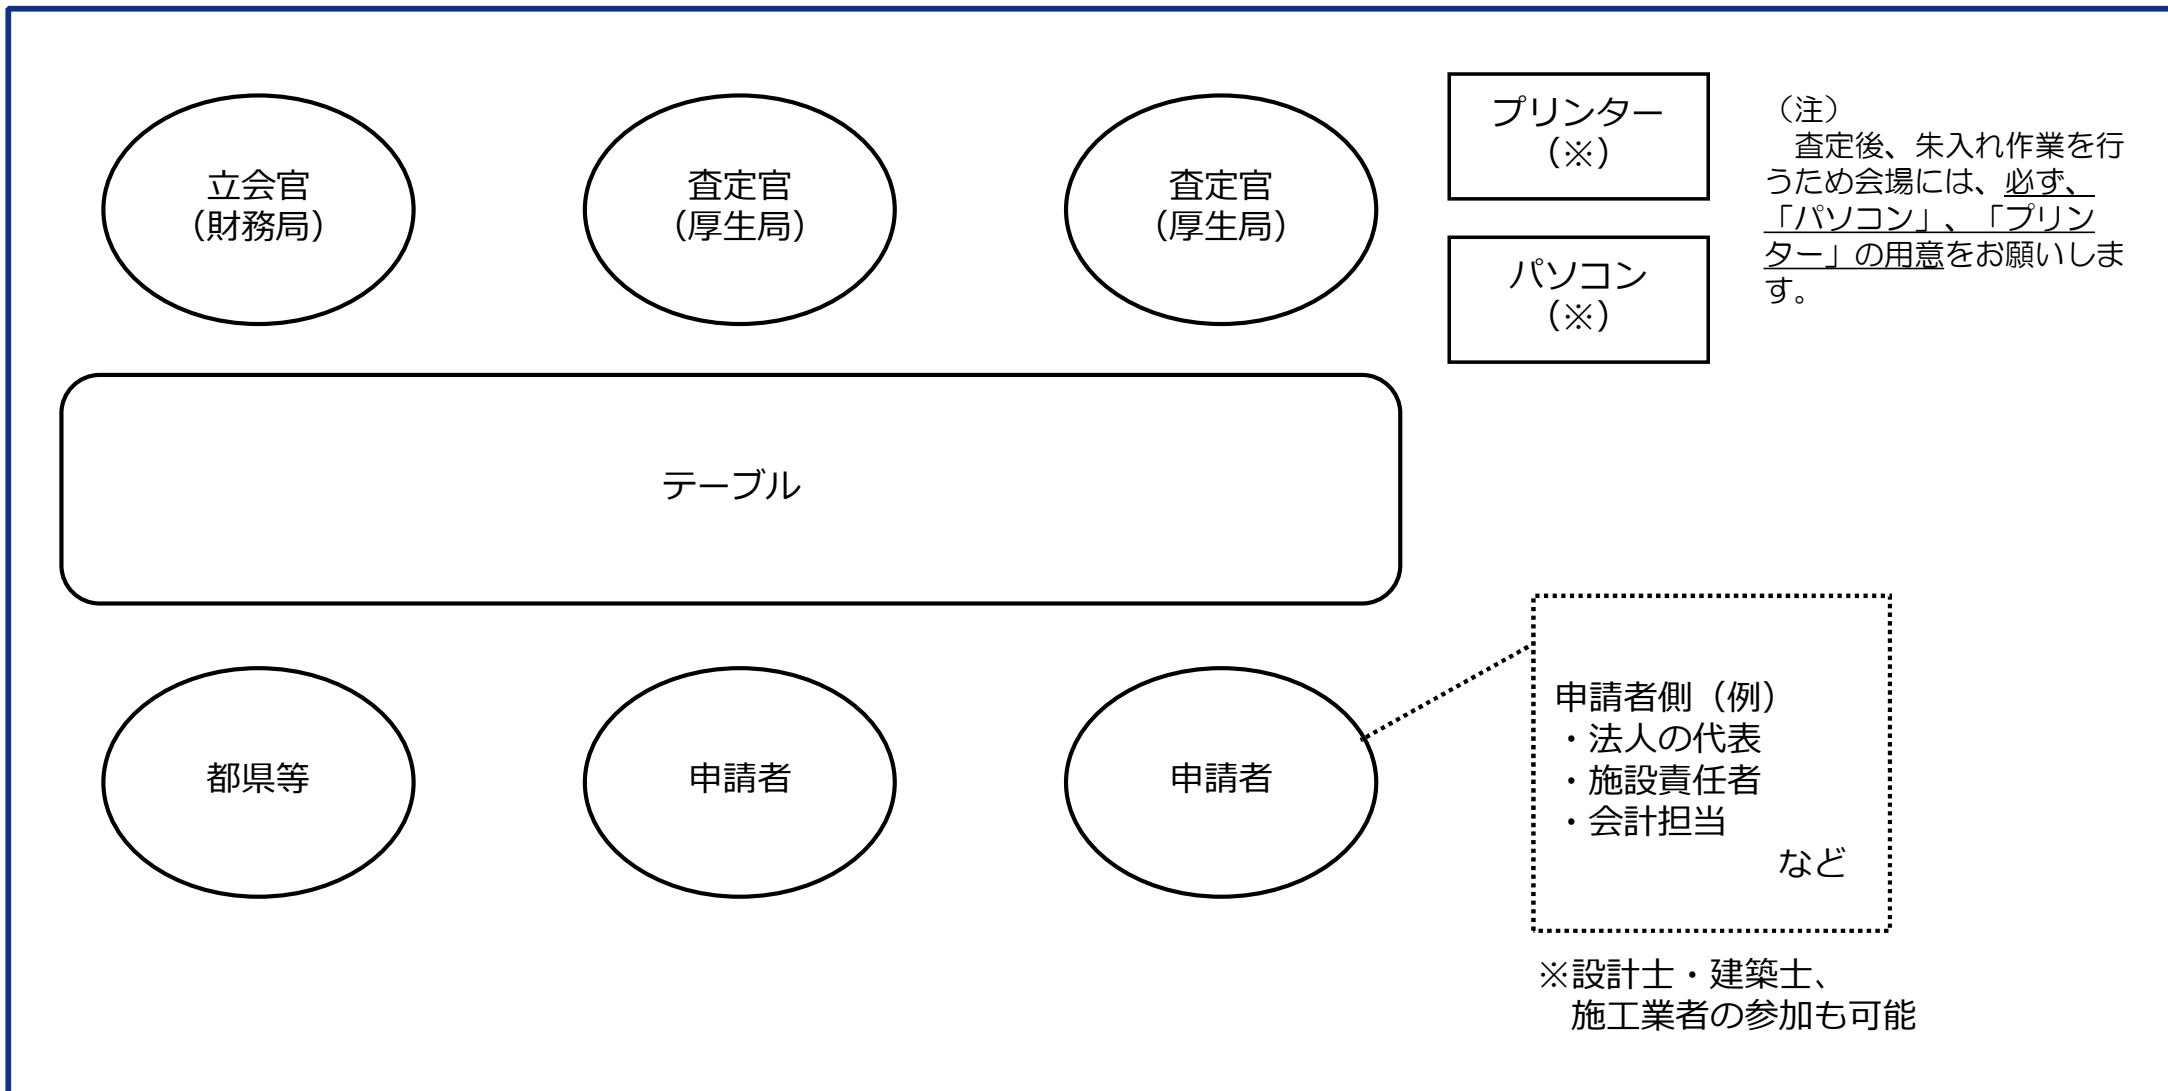 立会官
（財務局）
査定官
（厚生局）
査定官
（厚生局）
プリンター
（※）
パソコン
（※）
（注）
　査定後、朱入れ作業を行
うため会場には、必ず、
「パソコン」、「プリン
ター」の用意をお願いしま
す。
テーブル
都県等
申請者
申請者
申請者側（例）
・法人の代表
・施設責任者
・会計担当
など
※設計士・建築士、
施工業者の参加も可能